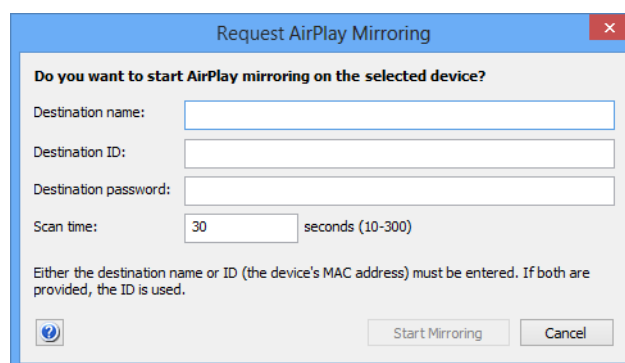 Request AirPlay Mirroring
Do you want to start AirPlay mirroring on the selected device?
Destination name:
Destination ID:
Destination password:
Scan time: 30 seconds (10-300)
Either the destination name or ID (the device's MAC address) must be entered. If both are
provided, the ID is used.
Start Mirroring Cancel